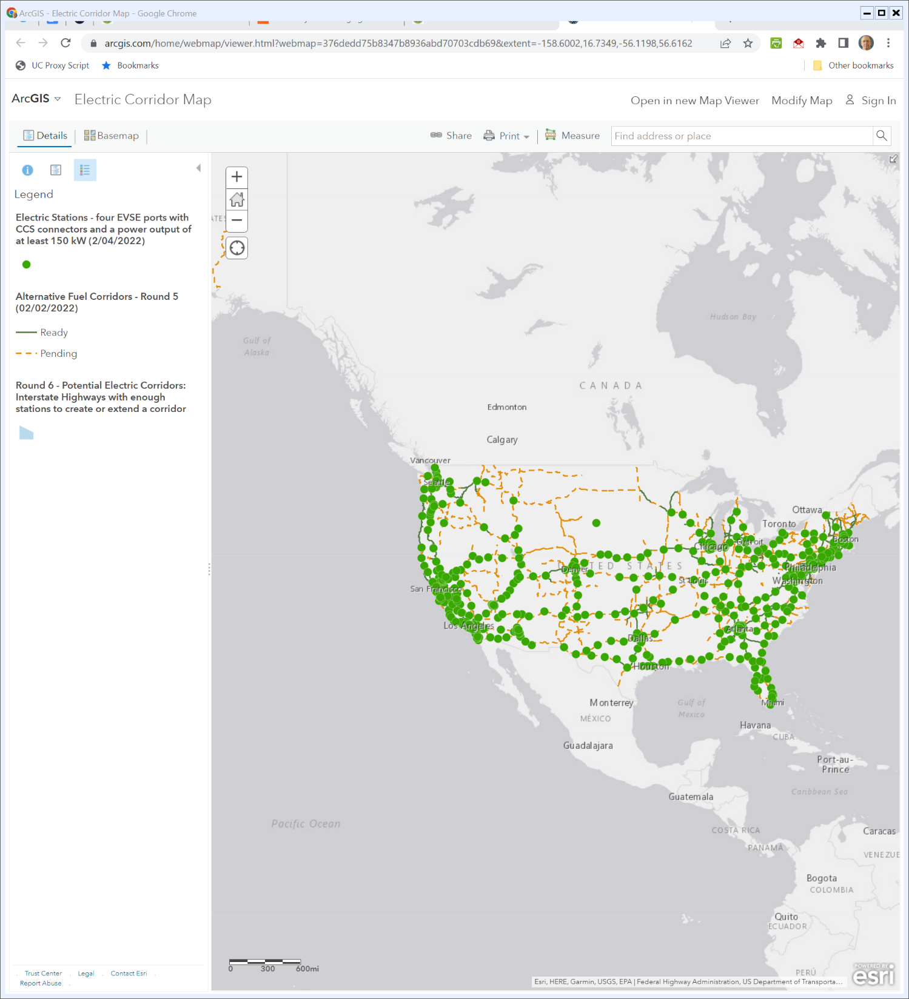 ArcGIS - Electric Corridor Map - Google Chrome
arcgis.com/home/webmap/viewer.html?webmap=376dedd75b8347b8936abd70703cdb69&extent=-158.6002,16.7349,-56.1198,56.6162
UC Proxy Script
Bookmarks
Other bookmarks
ArcGIS
Electric Corridor Map
Open in new Map Viewer
Modify Map
Sign In
Details
Basemap
Share
Print
Measure
Find address or place
Legend
Electric Stations - four EVSE ports with
CCS connectors and a power output of
at least 150 kW (2/04/2022)
Alternative Fuel Corridors - Round 5
(02/02/2022)
Ready
Pending
Round 6 - Potential Electric Corridors:
Interstate Highways with enough
stations to create or extend a corridor
Trust Center
Legal
Contact Esri
Report Abuse
Gulf of
Alaska
Hudson Bay
CANADA
Edmonton
Calgary
Vancouver
Seattle
Ottawa
Toronto
Detroit
Boston
Chicago
Denver
STATES
Philadelphia
Washington
St Louis
San Francisco
Los Angeles
Atlanta
Dallas
Houston
Miami
Monterrey
MÉXICO
Gulf of
Mexico
Havana
CUBA
Guadalajara
Port-au-
Prince
Guatemala
Caribbean Sea
Pacific Ocean
COSTA RICA
PANAMÁ
Caracas
VENEZUE
Bogota
COLOMBIA
Quito
ECUADOR
PERÚ
0 300 600mi
Esri, HERE, Garmin, USGS, EPA | Federal Highway Administration, US Department of Transporta...
POWERED BY
esri